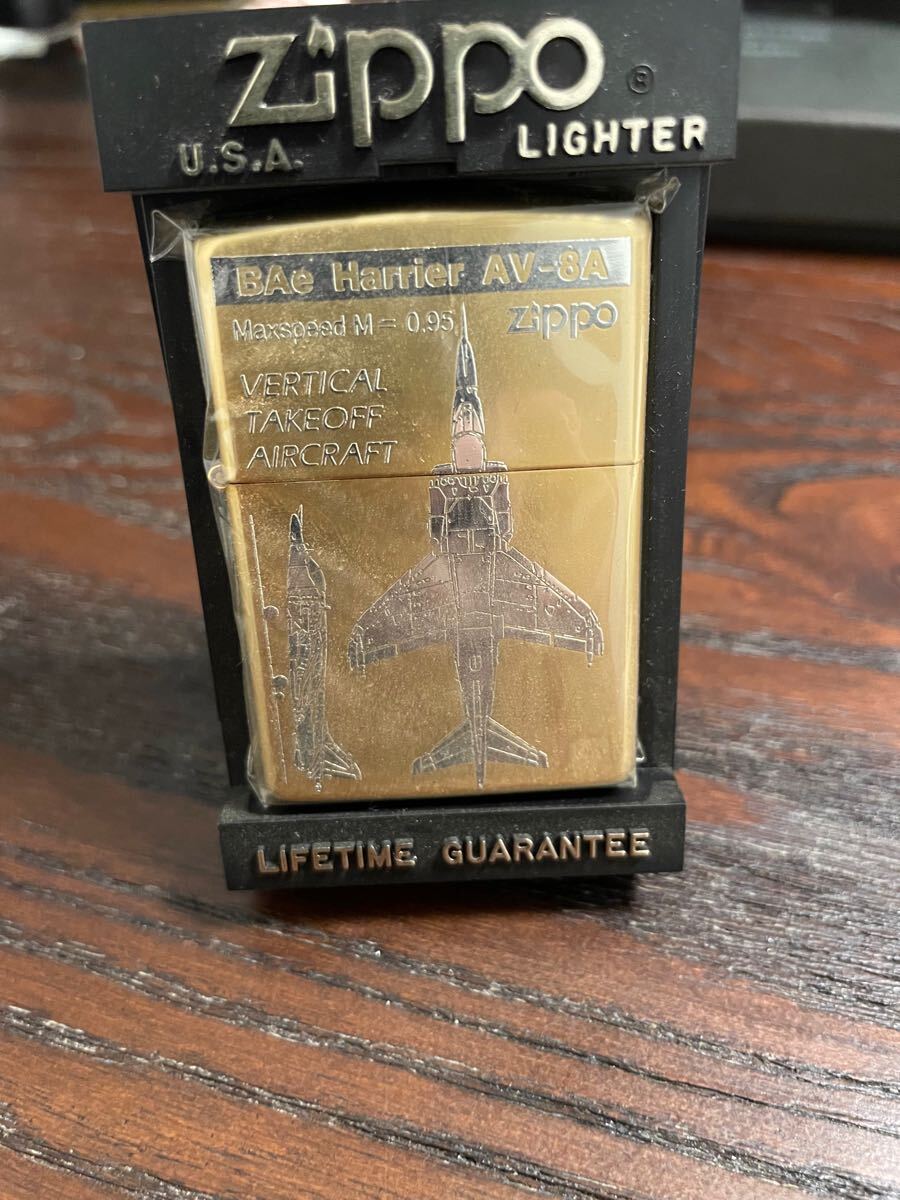 Zippo ®
U.S.A. LIGHTER
BAe Harrier AV-8A
Maxspeed M = 0.95 Zippo
VERTICAL
TAKEOFF
AIRCRAFT
LIFETIME GUARANTEE